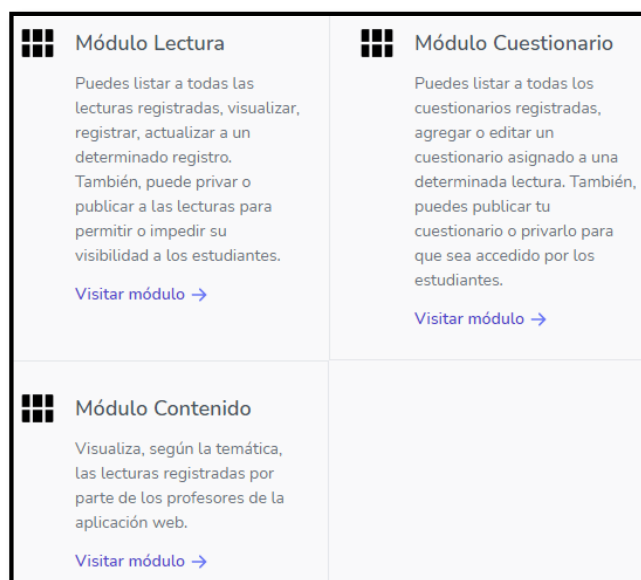 Módulo Lectura
Puedes listar a todas las
lecturas registradas, visualizar,
registrar, actualizar a un
determinado registro.
También, puede privar o
publicar a las lecturas para
permitir o impedir su
visibilidad a los estudiantes.
Visitar módulo →
Módulo Cuestionario
Puedes listar a todas los
cuestionarios registradas,
agregar o editar un
cuestionario asignado a una
determinada lectura. También,
puedes publicar tu
cuestionario o privarlo para
que sea accedido por los
estudiantes.
Visitar módulo →
Módulo Contenido
Visualiza, según la temática,
las lecturas registradas por
parte de los profesores de la
aplicación web.
Visitar módulo →